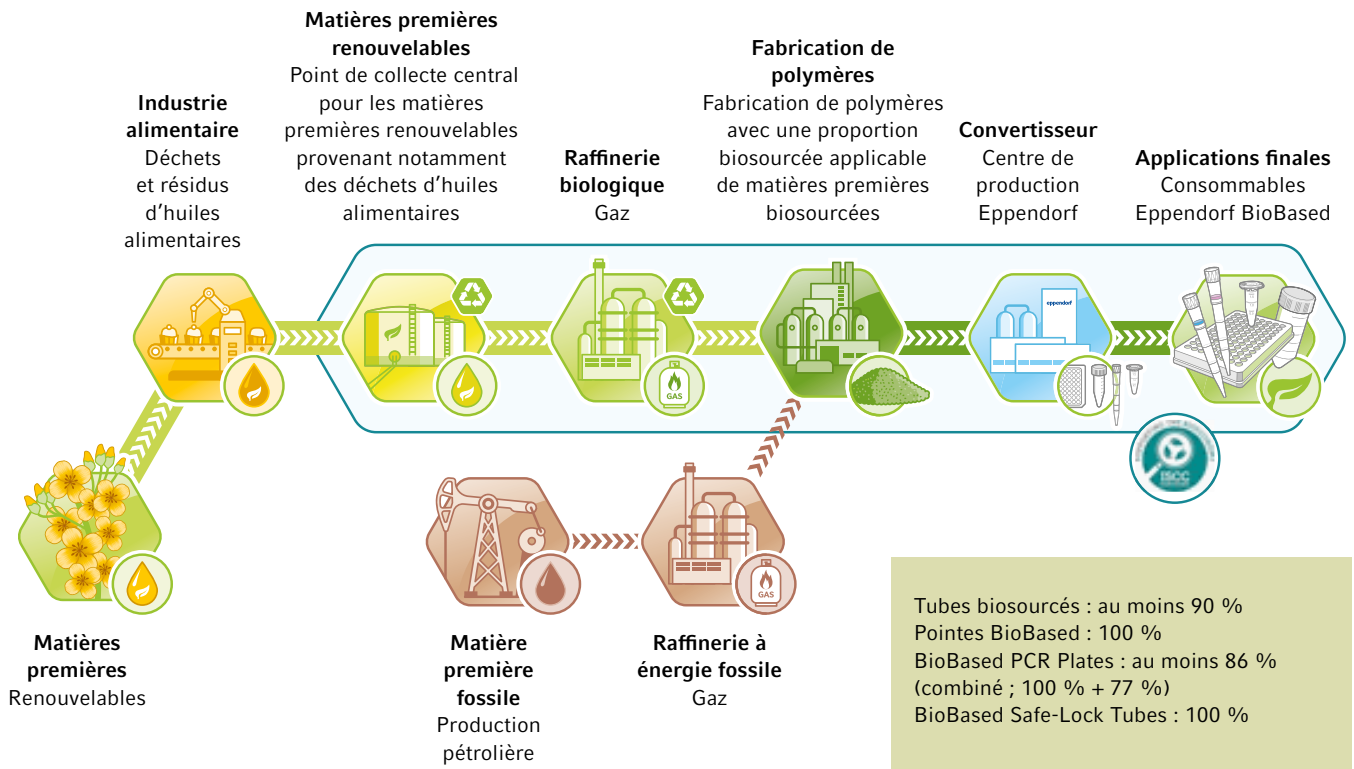 Industrie
alimentaire
Déchets
et résidus
d'huiles
alimentaires
Matières premières
renouvelables
Point de collecte central
pour les matières
premières renouvelables
provenant notamment
des déchets d'huiles
alimentaires
Raffinerie
biologique
Gaz
Fabrication de
polymères
Fabrication de polymères
avec une proportion
biosourcée applicable
de matières premières
biosourcées
Convertisseur
Centre de
production
Eppendorf
Applications finales
Consommables
Eppendorf BioBased
GAS
eppendorf
ISCC
GAS
Matières
premières
Renouvelables
Matière
première
fossile
Production
pétrolière
Raffinerie à
énergie fossile
Gaz
Tubes biosourcés : au moins 90 %
Pointes BioBased : 100 %
BioBased PCR Plates : au moins 86 %
(combiné ; 100 % + 77 %)
BioBased Safe-Lock Tubes : 100 %